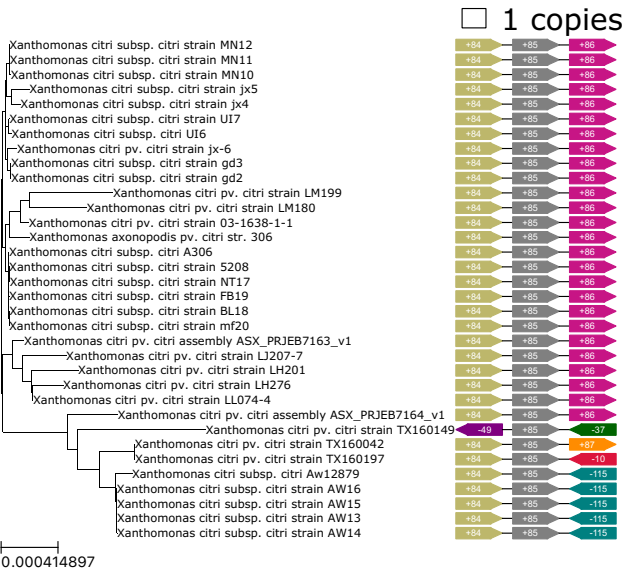 1 copies
Xanthomonas citri subsp. citri strain MN12 +84 +85 +86
Xanthomonas citri subsp. citri strain MN11 +84 +85 +86
Xanthomonas citri subsp. citri strain MN10 +84 +85 +86
Xanthomonas citri subsp. citri strain jx5 +84 +85 +86
Xanthomonas citri subsp. citri strain jx4 +84 +85 +86
Xanthomonas citri subsp. citri strain UI7 +84 +85 +86
Xanthomonas citri subsp. citri UI6 +84 +85 +86
Xanthomonas citri pv. citri strain jx-6 +84 +85 +86
Xanthomonas citri subsp. citri strain gd3 +84 +85 +86
Xanthomonas citri subsp. citri strain gd2 +84 +85 +86
Xanthomonas citri pv. citri strain LM199 +84 +85 +86
Xanthomonas citri pv. citri strain LM180 +84 +85 +86
Xanthomonas citri pv. citri strain 03-1638-1-1 +84 +85 +86
Xanthomonas axonopodis pv. citri str. 306 +84 +85 +86
Xanthomonas citri subsp. citri A306 +84 +85 +86
Xanthomonas citri subsp. citri strain 5208 +84 +85 +86
Xanthomonas citri subsp. citri strain NT17 +84 +85 +86
Xanthomonas citri subsp. citri strain FB19 +84 +85 +86
Xanthomonas citri subsp. citri strain BL18 +84 +85 +86
Xanthomonas citri subsp. citri strain mf20 +84 +85 +86
Xanthomonas citri pv. citri assembly ASX_PRJEB7163_v1 +84 +85 +86
Xanthomonas citri pv. citri strain LJ207-7 +84 +85 +86
Xanthomonas citri pv. citri strain LH201 +84 +85 +86
Xanthomonas citri pv. citri strain LH276 +84 +85 +86
Xanthomonas citri pv. citri strain LL074-4 +84 +85 +86
Xanthomonas citri pv. citri assembly ASX_PRJEB7164_v1 +84 +85 +86
Xanthomonas citri pv. citri strain TX160149 -49 +85 -37
Xanthomonas citri pv. citri strain TX160042 +84 +85 +87
Xanthomonas citri pv. citri strain TX160197 +84 +85 -10
Xanthomonas citri subsp. citri Aw12879 +84 +85 -115
Xanthomonas citri subsp. citri strain AW16 +84 +85 -115
Xanthomonas citri subsp. citri strain AW15 +84 +85 -115
Xanthomonas citri subsp. citri strain AW13 +84 +85 -115
Xanthomonas citri subsp. citri strain AW14 +84 +85 -115
0.000414897